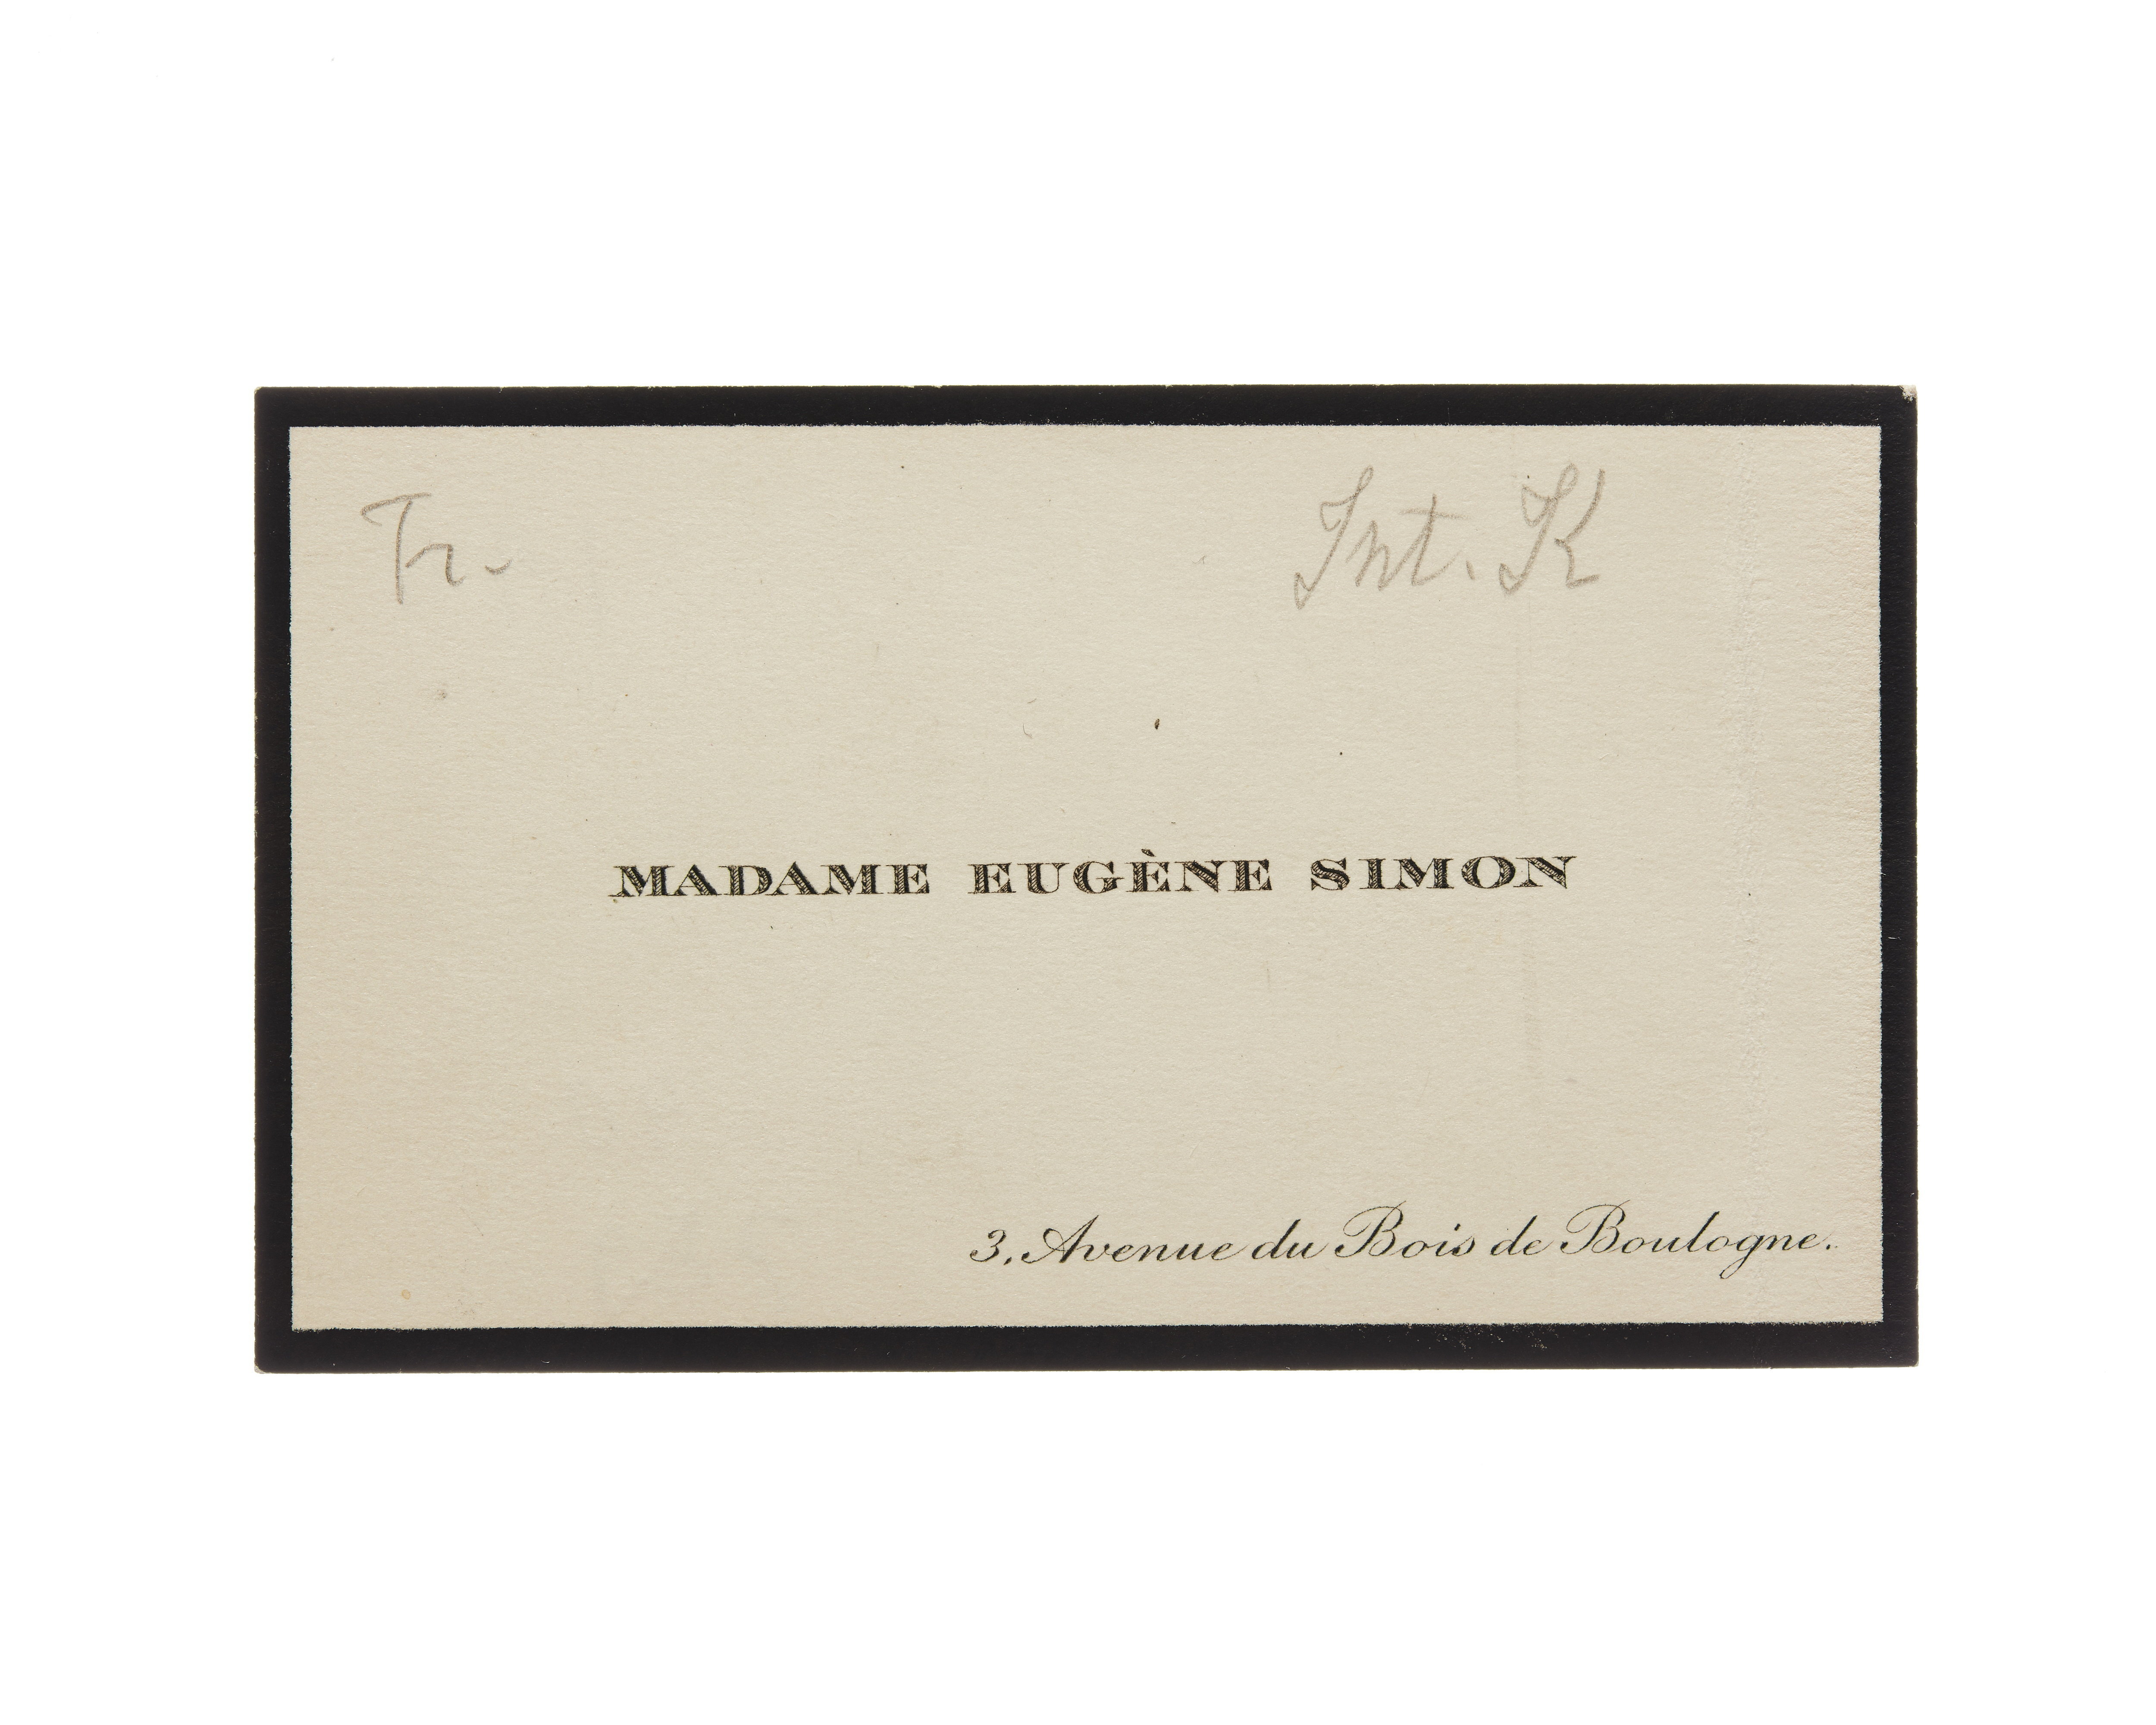 Fr. Int. K
MADAME EUGÈNE SIMON
3. Avenue du Bois de Boulogne.